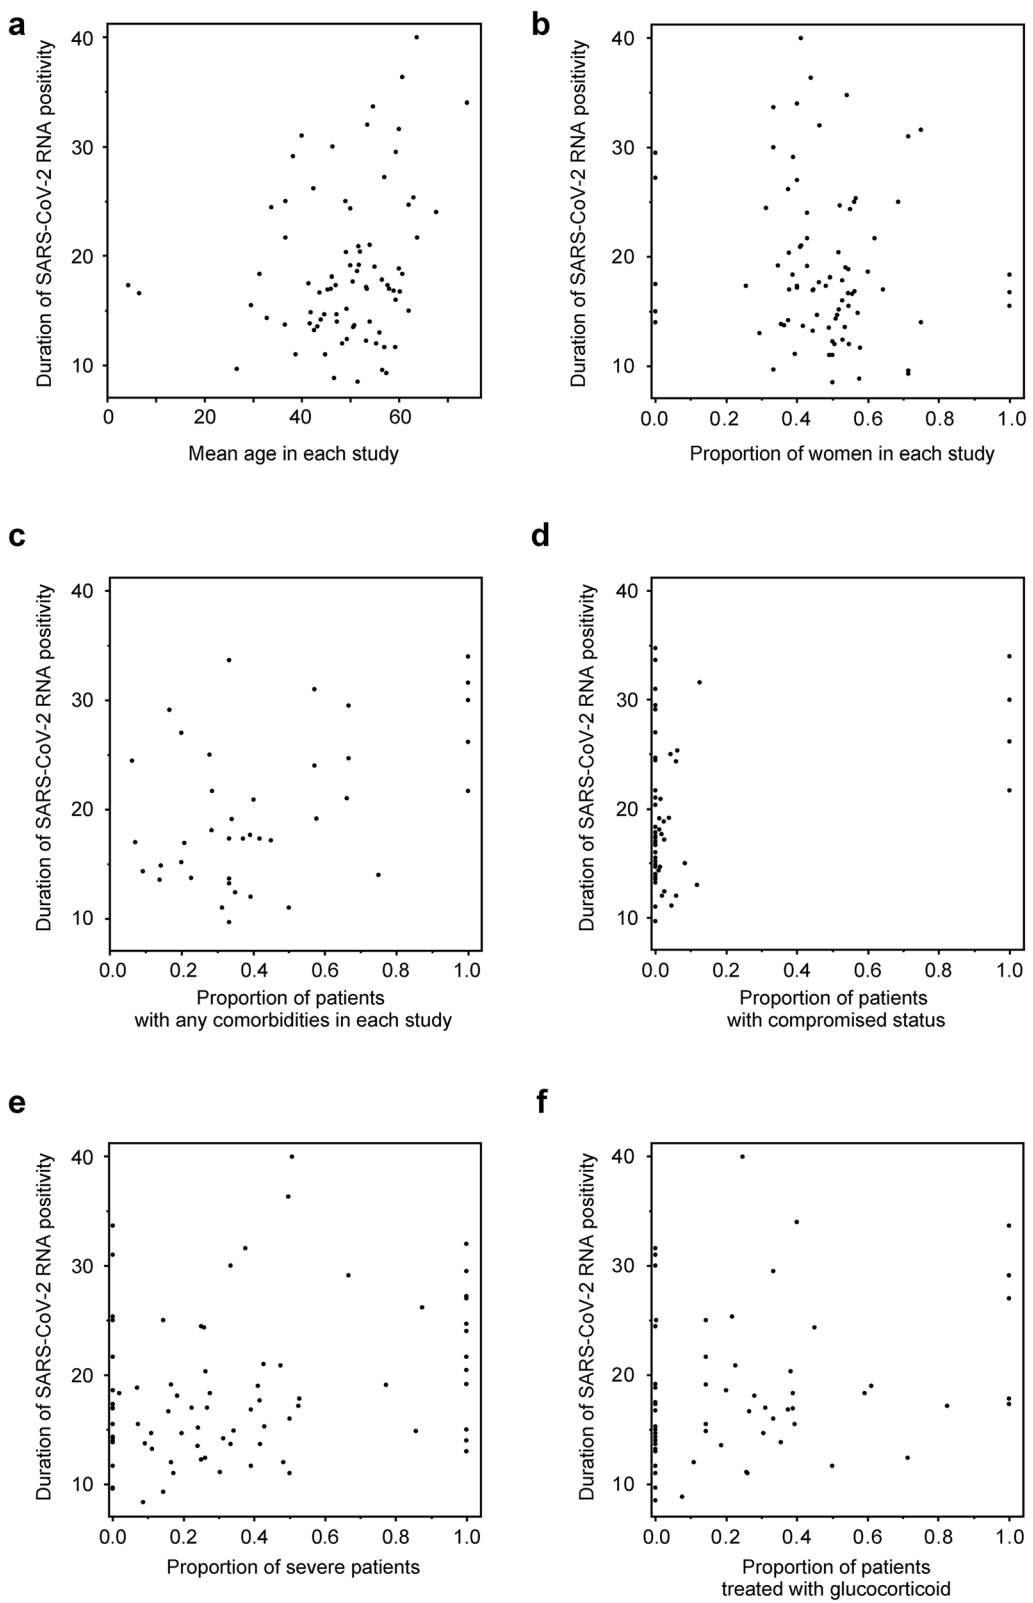 a
Duration of SARS-CoV-2 RNA positivity
40
30
20
10
0 20 40 60
Mean age in each study
b
Duration of SARS-CoV-2 RNA positivity
40
30
20
10
0.0 0.2 0.4 0.6 0.8 1.0
Proportion of women in each study
c
Duration of SARS-CoV-2 RNA positivity
40
30
20
10
0.0 0.2 0.4 0.6 0.8 1.0
Proportion of patients
with any comorbidities in each study
d
Duration of SARS-CoV-2 RNA positivity
40
30
20
10
0.0 0.2 0.4 0.6 0.8 1.0
Proportion of patients
with compromised status
e
Duration of SARS-CoV-2 RNA positivity
40
30
20
10
0.0 0.2 0.4 0.6 0.8 1.0
Proportion of severe patients
f
Duration of SARS-CoV-2 RNA positivity
40
30
20
10
0.0 0.2 0.4 0.6 0.8 1.0
Proportion of patients
treated with glucocorticoid